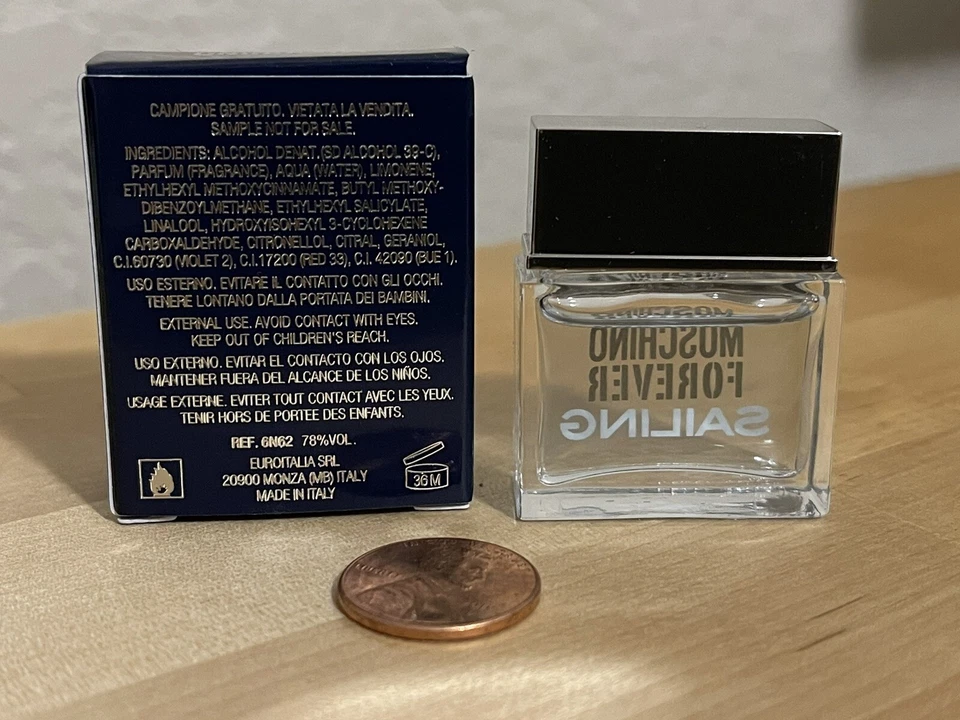 CAMPIONE GRATUITO. VIETATA LA VENDITA.
SAMPLE NOT FOR SALE.
INGREDIENTS: ALCOHOL DENAT. (SD ALCOHOL 39-C),
PARFUM (FRAGRANCE), AQUA (WATER), LIMONENE,
ETHYLHEXYL METHOXYCINNAMATE, BUTYL METHOXY-
DIBENZOYLMETHANE, ETHYLHEXYL SALICYLATE,
LINALOOL, HYDROXYISOHEXYL 3-CYCLOHEXENE
CARBOXALDEHYDE, CITRONELLOL, CITRAL, GERANIOL,
C.I.60730 (VIOLET 2), C.I.17200 (RED 33), C.I. 42090 (BUE 1).
USO ESTERNO. EVITARE IL CONTATTO CON GLI OCCHI.
TENERE LONTANO DALLA PORTATA DEI BAMBINI.
EXTERNAL USE. AVOID CONTACT WITH EYES.
KEEP OUT OF CHILDREN'S REACH.
USO EXTERNO. EVITAR EL CONTACTO CON LOS OJOS.
MANTENER FUERA DEL ALCANCE DE LOS NIÑOS.
USAGE EXTERNE. EVITER TOUT CONTACT AVEC LES YEUX.
TENIR HORS DE PORTEE DES ENFANTS.
REF. 6N62 78%VOL.
EUROITALIA SRL
20900 MONZA (MB) ITALY
MADE IN ITALY
36 M
MOSCHINO
FOREVER
SAILING